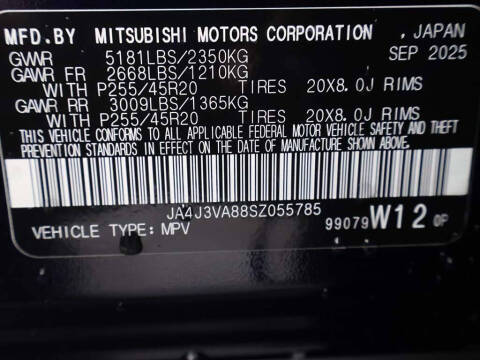 MFD.BY MITSUBISHI MOTORS CORPORATION , JAPAN
GVWR 5181LBS/2350KG SEP 2025
GAWR FR 2668LBS/1210KG
WITH P255/45R20 TIRES 20X8.0J RIMS
GAWR RR 3009LBS/1365KG
WITH P255/45R20 TIRES 20X8.0J RIMS
THIS VEHICLE CONFORMS TO ALL APPLICABLE FEDERAL MOTOR VEHICLE SAFETY AND THEFT
PREVENTION STANDARDS IN EFFECT ON THE DATE OF MANUFACTURE SHOWN ABOVE.
JA4J3VA88SZ055785
VEHICLE TYPE: MPV 99079 W12 0P